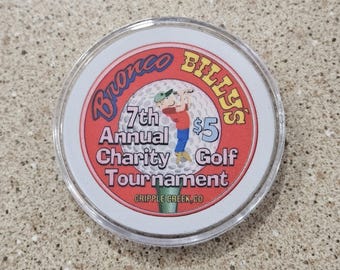 Bronco BILLY'S
7th
Annual $5
Charity Golf
Tournament
CRIPPLE CREEK, CO